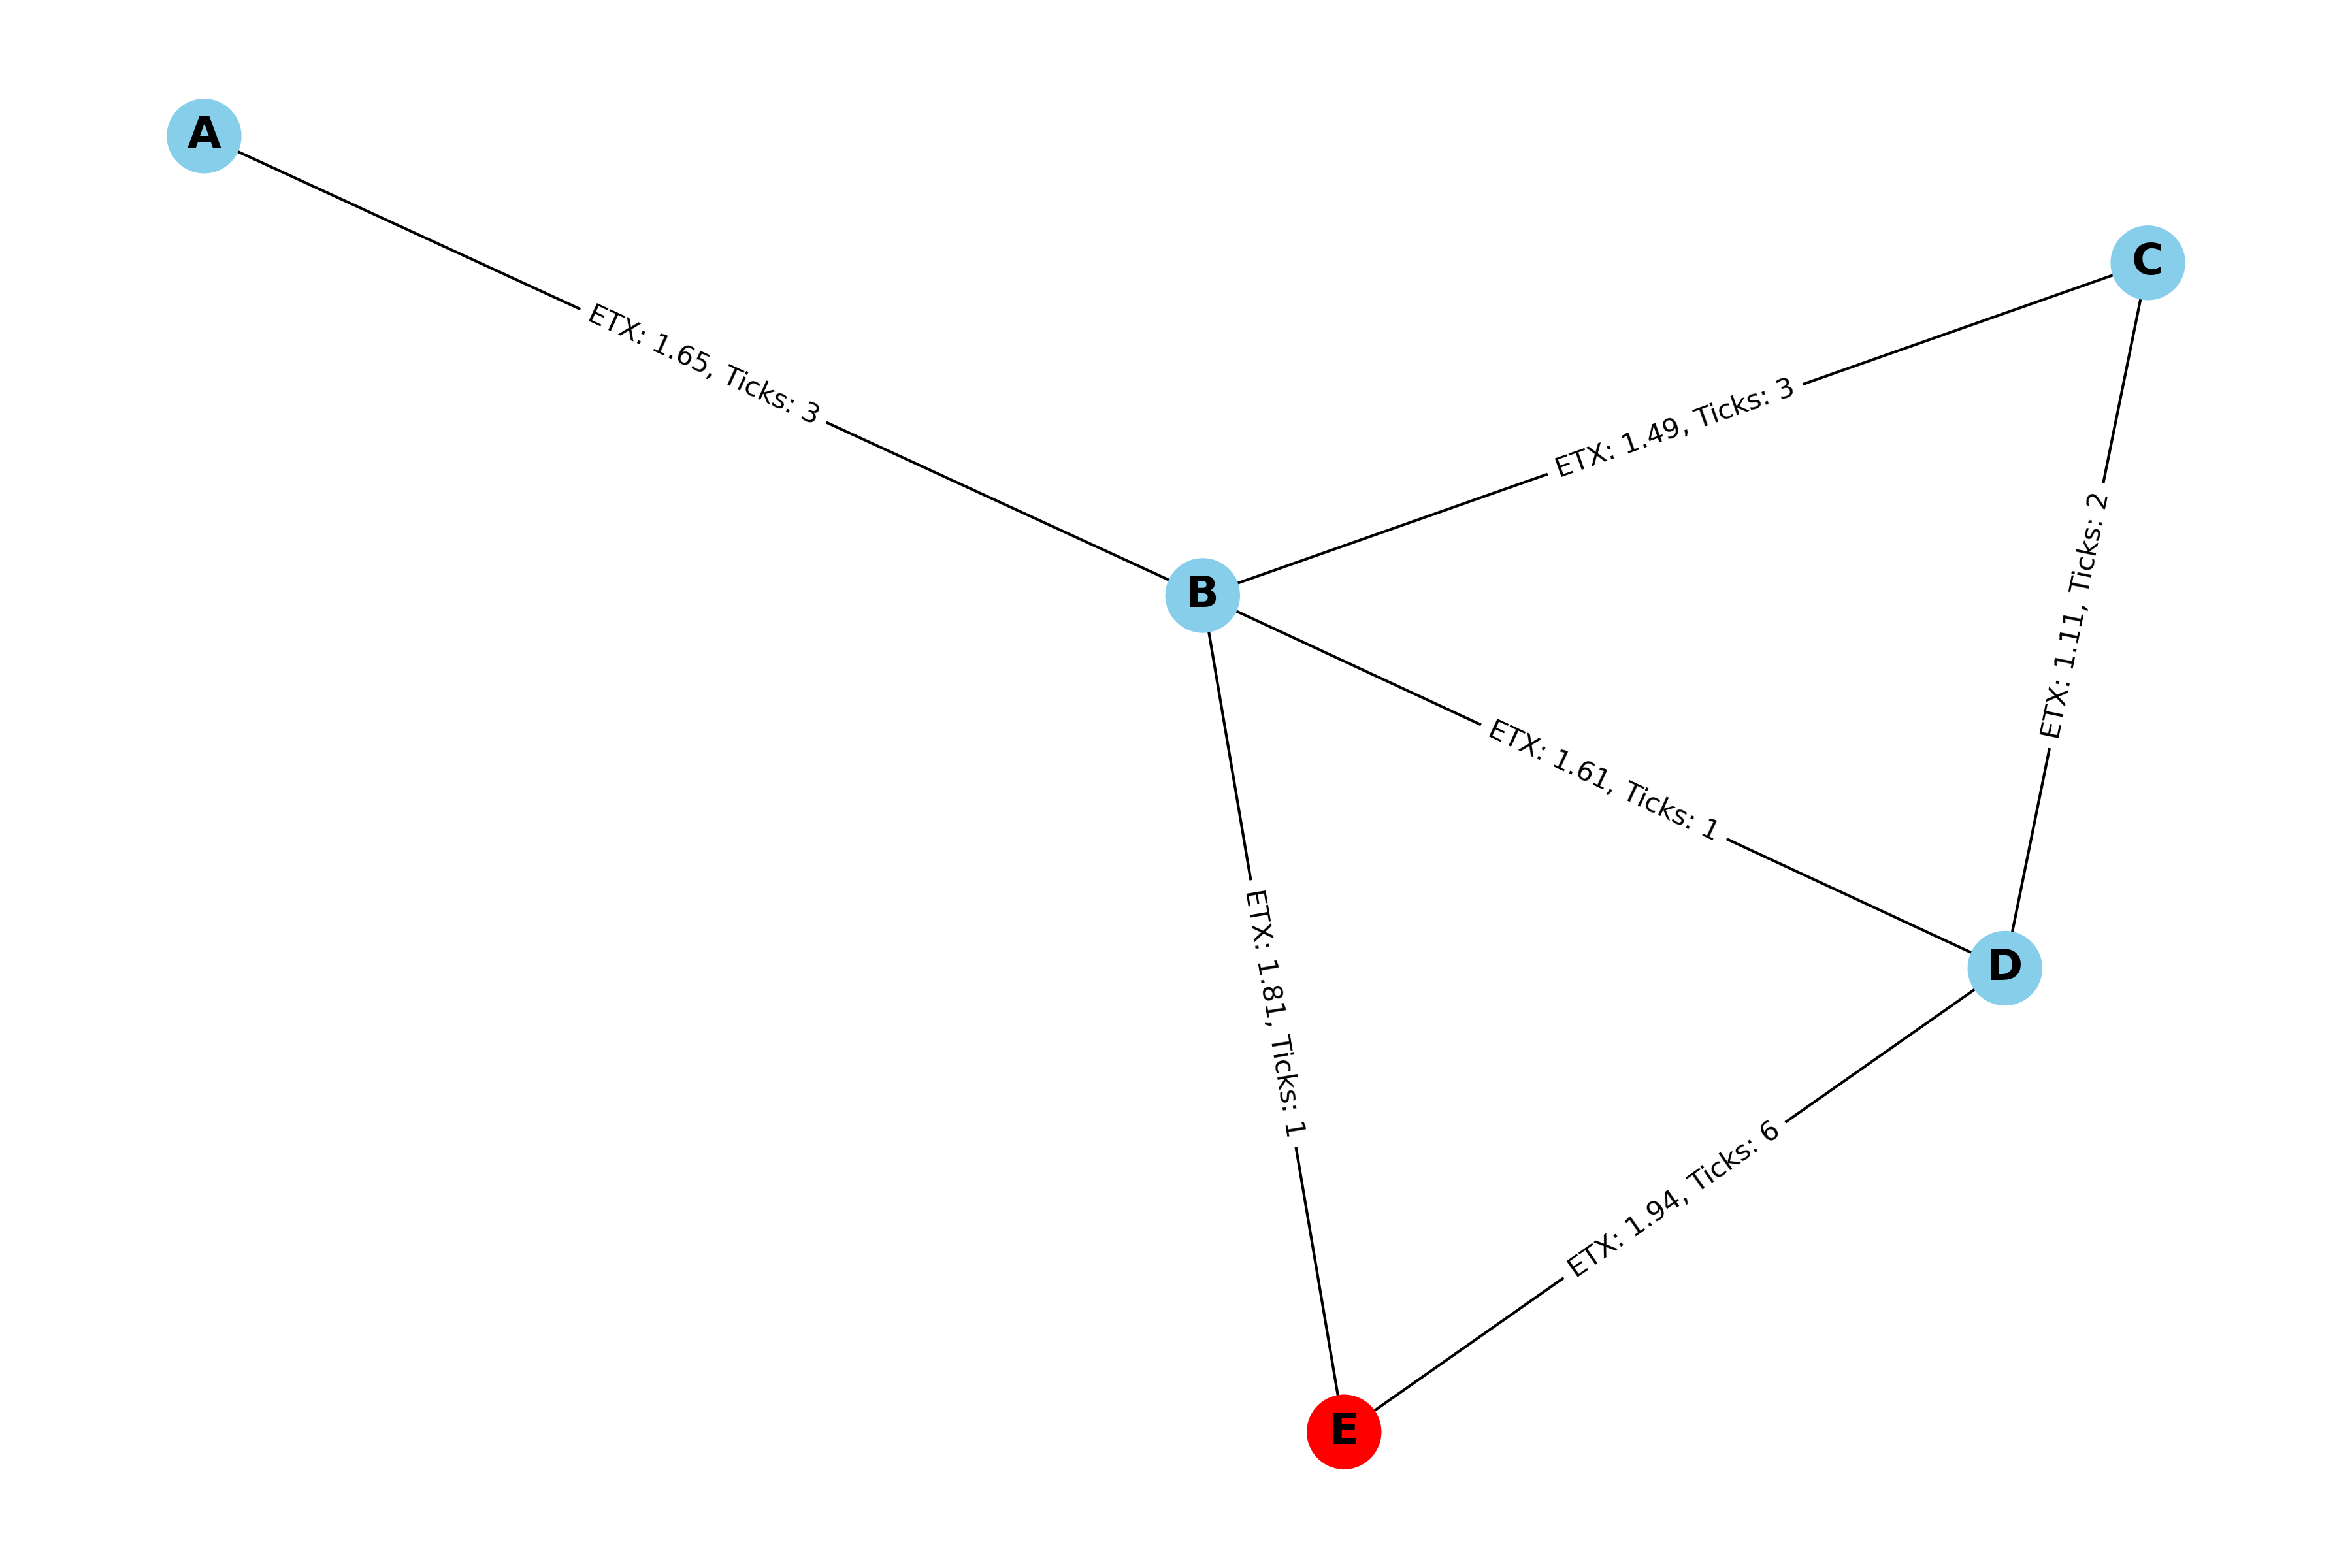 A
C
ETX: 1.65, Ticks: 3
ETX: 1.49, Ticks: 3
B
ETX: 1.11, Ticks: 2
ETX: 1.61, Ticks: 1
D
ETX: 1.81, Ticks: 1
ETX: 1.94, Ticks: 6
E